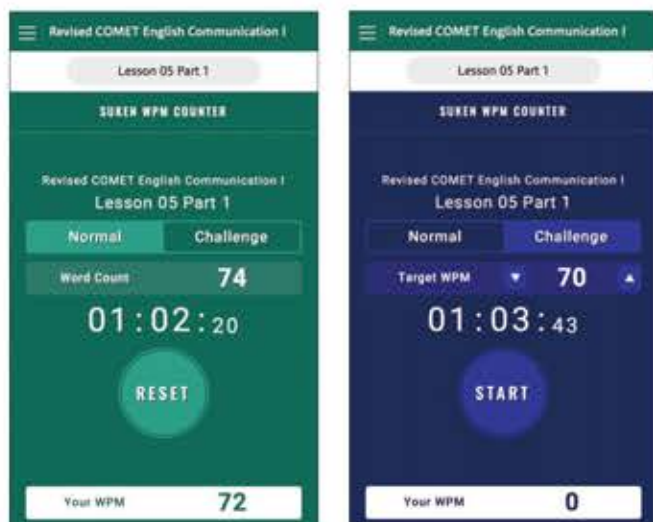 Revised COMET English Communication I
Lesson 05 Part 1
SUKEN WPM COUNTER
Revised COMET English Communication I
Lesson 05 Part 1
Normal Challenge
Word Count 74
01:02:20
RESET
Your WPM 72
Revised COMET English Communication I
Lesson 05 Part 1
SUKEN WPM COUNTER
Revised COMET English Communication I
Lesson 05 Part 1
Normal Challenge
Target WPM ▼ 70 ▲
01:03:43
START
Your WPM 0